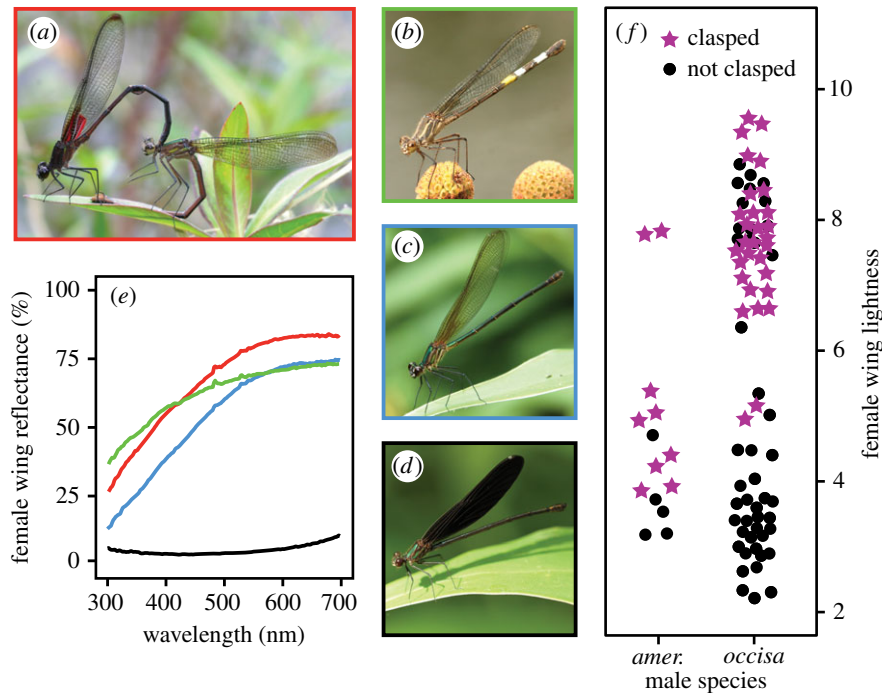 (a)
(b)
(c)
(d)
(e)
female wing reflectance (%)
100
75
50
25
0
300 400 500 600 700
wavelength (nm)
(f)
clasped
not clasped
10
8
6
4
2
female wing lightness
amer. occisa
male species